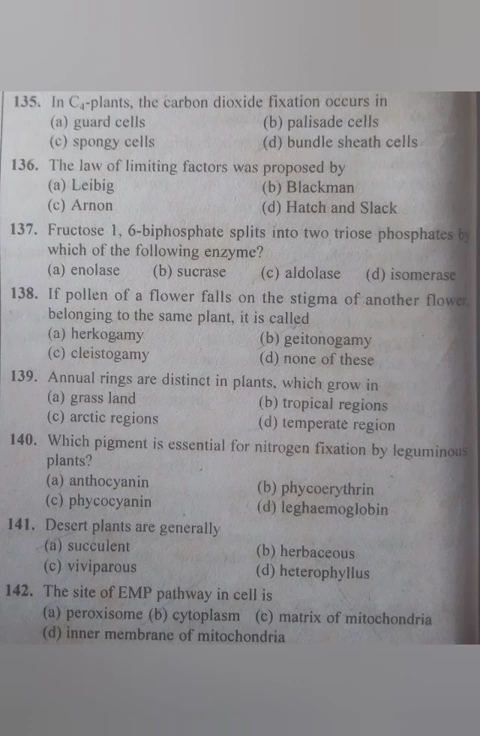 135. In C₄-plants, the carbon dioxide fixation occurs in
(a) guard cells (b) palisade cells
(c) spongy cells (d) bundle sheath cells
136. The law of limiting factors was proposed by
(a) Leibig (b) Blackman
(c) Arnon (d) Hatch and Slack
137. Fructose 1, 6-biphosphate splits into two triose phosphates by
which of the following enzyme?
(a) enolase (b) sucrase (c) aldolase (d) isomerase
138. If pollen of a flower falls on the stigma of another flower,
belonging to the same plant, it is called
(a) herkogamy (b) geitonogamy
(c) cleistogamy (d) none of these
139. Annual rings are distinct in plants, which grow in
(a) grass land (b) tropical regions
(c) arctic regions (d) temperate region
140. Which pigment is essential for nitrogen fixation by leguminous
plants?
(a) anthocyanin (b) phycoerythrin
(c) phycocyanin (d) leghaemoglobin
141. Desert plants are generally
(a) succulent (b) herbaceous
(c) viviparous (d) heterophyllus
142. The site of EMP pathway in cell is
(a) peroxisome (b) cytoplasm (c) matrix of mitochondria
(d) inner membrane of mitochondria